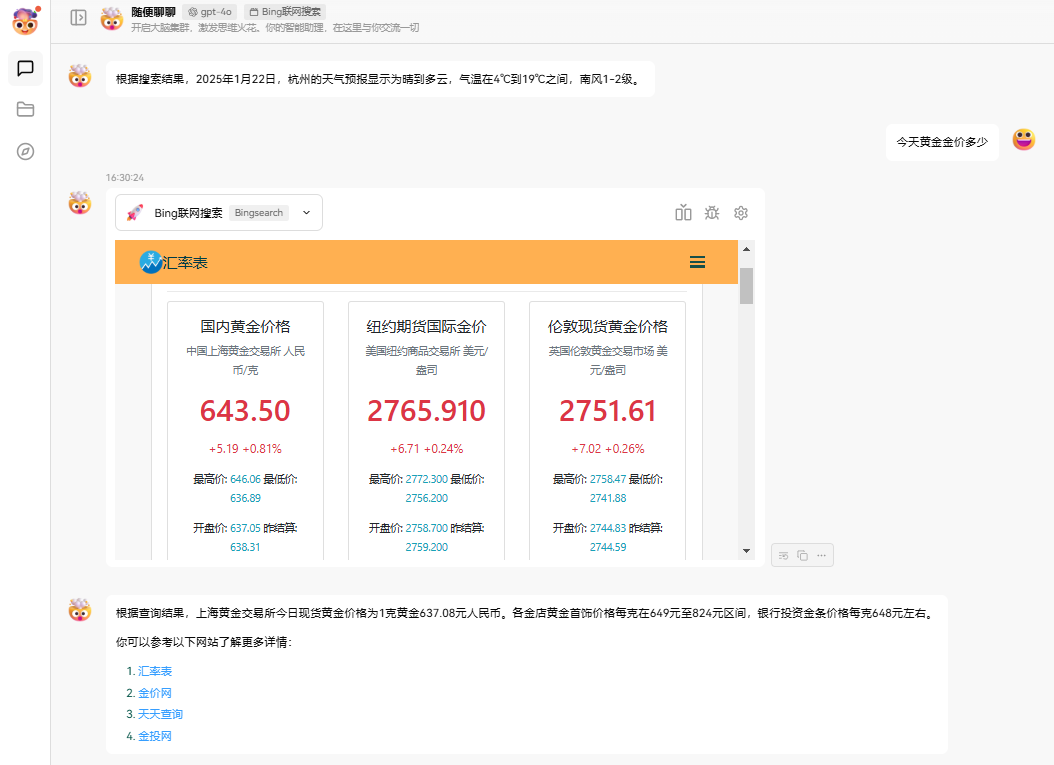 随便聊聊 gpt-4o Bing联网搜索
开启大脑集群，激发思维火花。你的智能助理，在这里与你交流一切
根据搜索结果，2025年1月22日，杭州的天气预报显示为晴到多云，气温在4℃到19℃之间，南风1-2级。
今天黄金金价多少
16:30:24
Bing联网搜索 Bingsearch
汇率表
国内黄金价格
中国上海黄金交易所 人民
币/克
643.50
+5.19 +0.81%
最高价: 646.06 最低价:
636.89
开盘价: 637.05 昨结算:
638.31
纽约期货国际金价
美国纽约商品交易所 美元/
盎司
2765.910
+6.71 +0.24%
最高价: 2772.300 最低价:
2756.200
开盘价: 2758.700 昨结算:
2759.200
伦敦现货黄金价格
英国伦敦黄金交易市场 美
元/盎司
2751.61
+7.02 +0.26%
最高价: 2758.47 最低价:
2741.88
开盘价: 2744.83 昨结算:
2744.59
根据查询结果，上海黄金交易所今日现货黄金价格为1克黄金637.08元人民币。各金店黄金首饰价格每克在649元至824元区间，银行投资金条价格每克648元左右。
你可以参考以下网站了解更多详情：
1. 汇率表
2. 金价网
3. 天天查询
4. 金投网